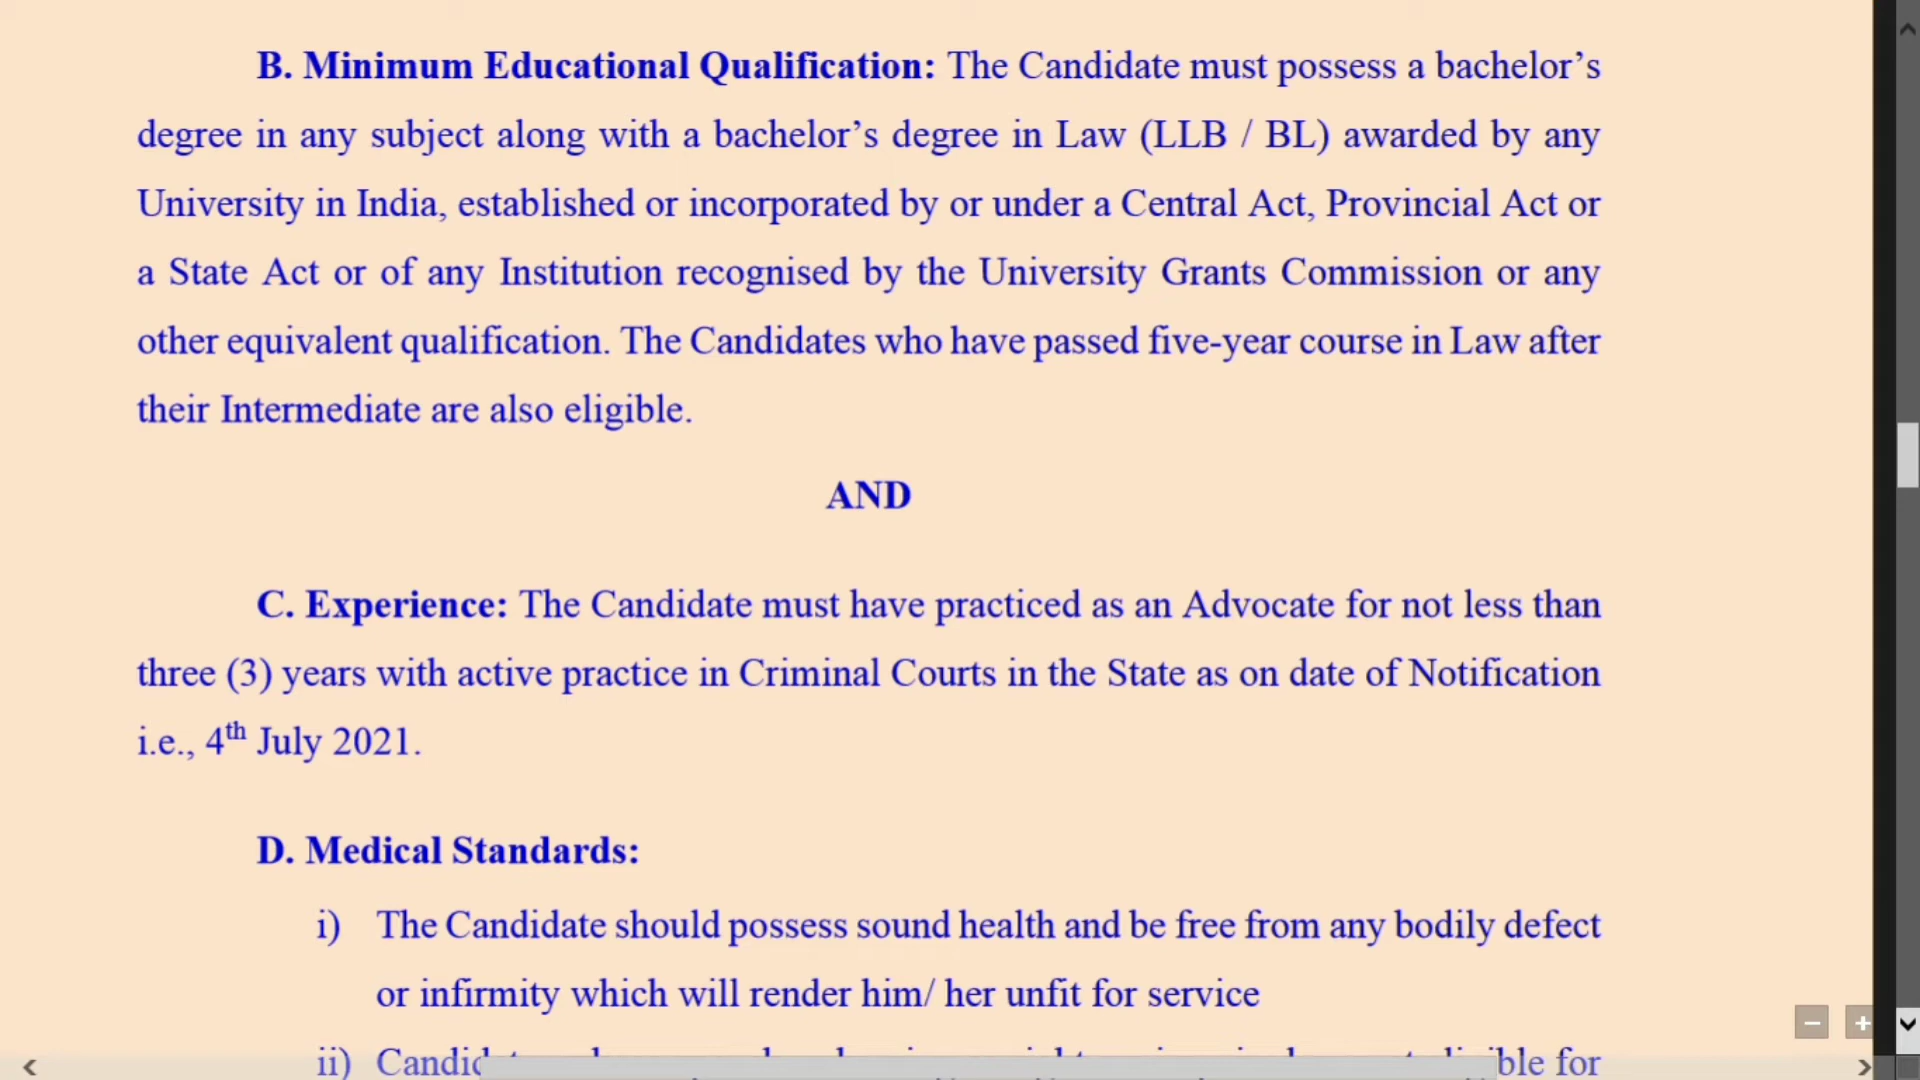 B. Minimum Educational Qualification: The Candidate must possess a bachelor’s
degree in any subject along with a bachelor’s degree in Law (LLB / BL) awarded by any
University in India, established or incorporated by or under a Central Act, Provincial Act or
a State Act or of any Institution recognised by the University Grants Commission or any
other equivalent qualification. The Candidates who have passed five-year course in Law after
their Intermediate are also eligible.
AND
C. Experience: The Candidate must have practiced as an Advocate for not less than
three (3) years with active practice in Criminal Courts in the State as on date of Notification
i.e., 4th July 2021.
D. Medical Standards:
i) The Candidate should possess sound health and be free from any bodily defect
or infirmity which will render him/ her unfit for service
ii) for